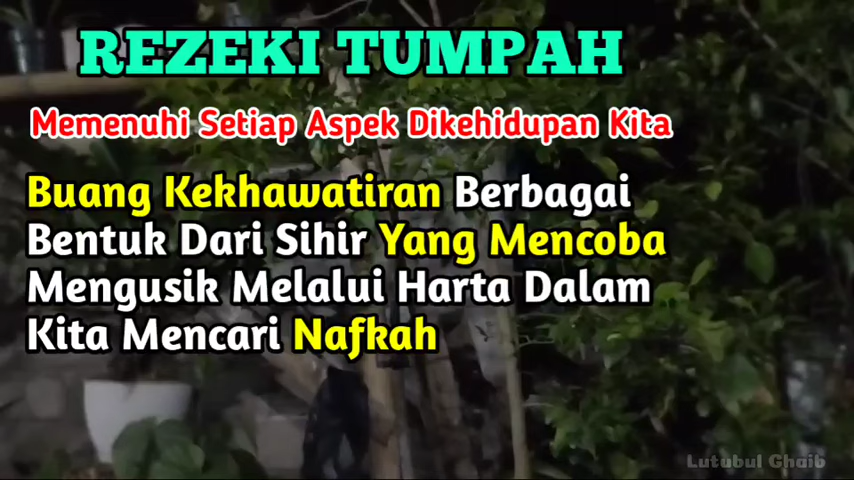 REZEKI TUMPAH
Memenuhi Setiap Aspek Dikehidupan Kita
Buang Kekhawatiran Berbagai
Bentuk Dari Sihir Yang Mencoba
Mengusik Melalui Harta Dalam
Kita Mencari Nafkah
Lutubul Ghaib